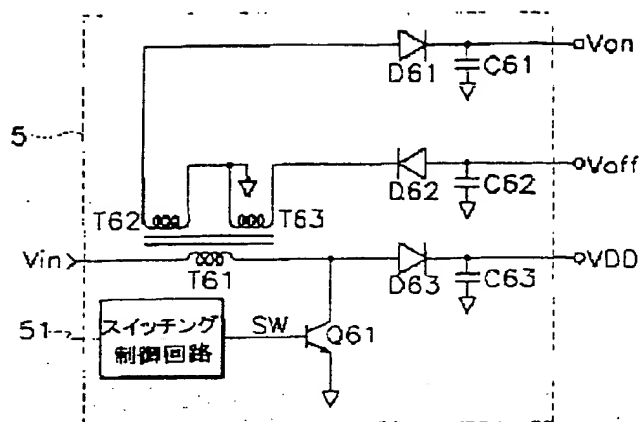 Von
D61
C61
5
Voff
D62
C62
T62
T63
Vin
VDD
T61
D63
C63
51
スイッチング
制御回路
SW
Q61